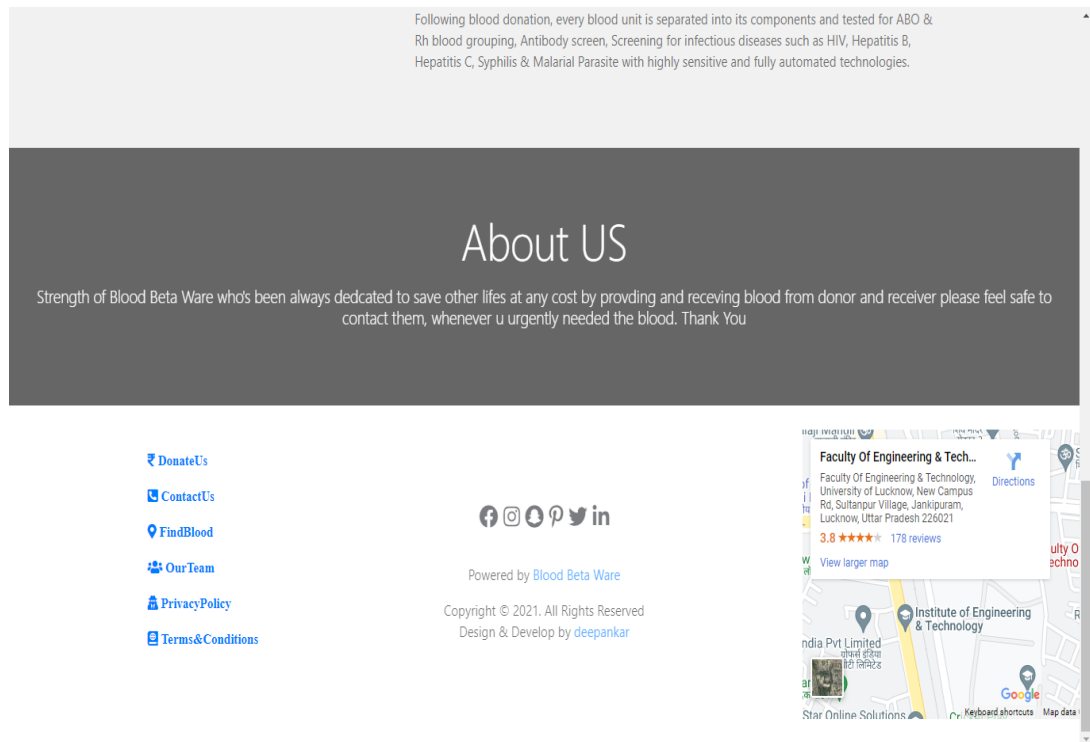 Following blood donation, every blood unit is separated into its components and tested for ABO &
Rh blood grouping, Antibody screen, Screening for infectious diseases such as HIV, Hepatitis B,
Hepatitis C, Syphilis & Malarial Parasite with highly sensitive and fully automated technologies.
About US
Strength of Blood Beta Ware who's been always dedcated to save other lifes at any cost by provding and receving blood from donor and receiver please feel safe to
contact them, whenever u urgently needed the blood. Thank You
DonateUs
ContactUs
FindBlood
OurTeam
PrivacyPolicy
Terms&Conditions
Powered by Blood Beta Ware
Copyright © 2021. All Rights Reserved
Design & Develop by deepankar
Faculty Of Engineering & Tech...
Faculty Of Engineering & Technology,
University of Lucknow, New Campus
Rd, Sultanpur Village, Jankipuram,
Lucknow, Uttar Pradesh 226021
Directions
3.8 ★★★★★ 178 reviews
View larger map
Institute of Engineering
& Technology
ndia Pvt Limited
Star Online Solutions
Google
Keyboard shortcuts Map data